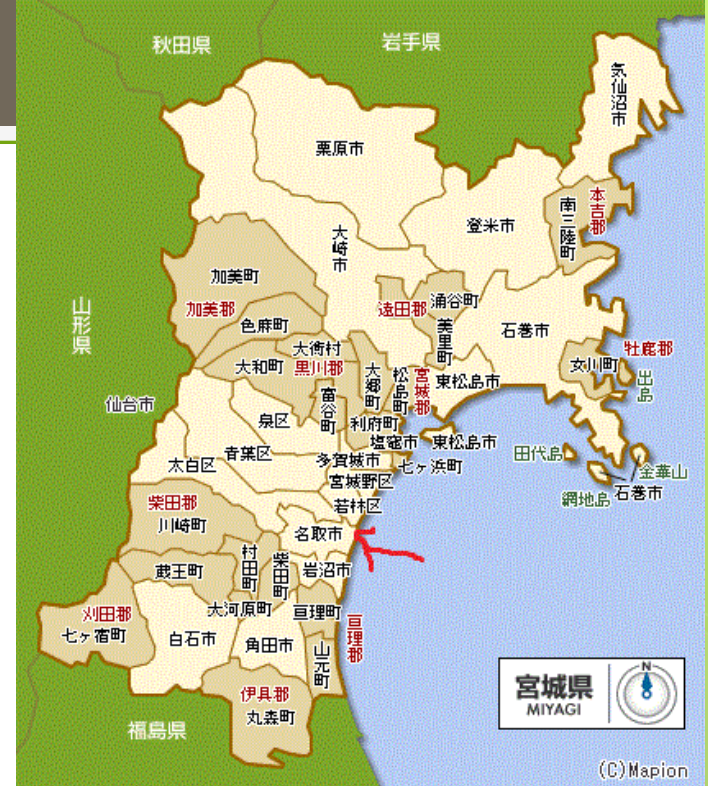 秋田県
岩手県
気仙沼市
栗原市
本吉郡
南三陸町
登米市
大崎市
加美町
加美郡
色麻町
遠田郡
涌谷町
美里町
石巻市
山形県
大衡村
大和町
黒川郡
大郷町
松島町
宮城郡
東松島市
女川町
牡鹿郡
出島
仙台市
富谷町
泉区
利府町
塩竈市
東松島市
青葉区
太白区
多賀城市
七ヶ浜町
田代島
金華山
宮城野区
網地島
石巻市
柴田郡
川崎町
若林区
名取市
村田町
柴田町
岩沼市
蔵王町
大河原町
亘理町
刈田郡
七ヶ宿町
白石市
角田市
山元町
亘理郡
伊具郡
丸森町
福島県
宮城県
MIYAGI
N
(C)Mapion